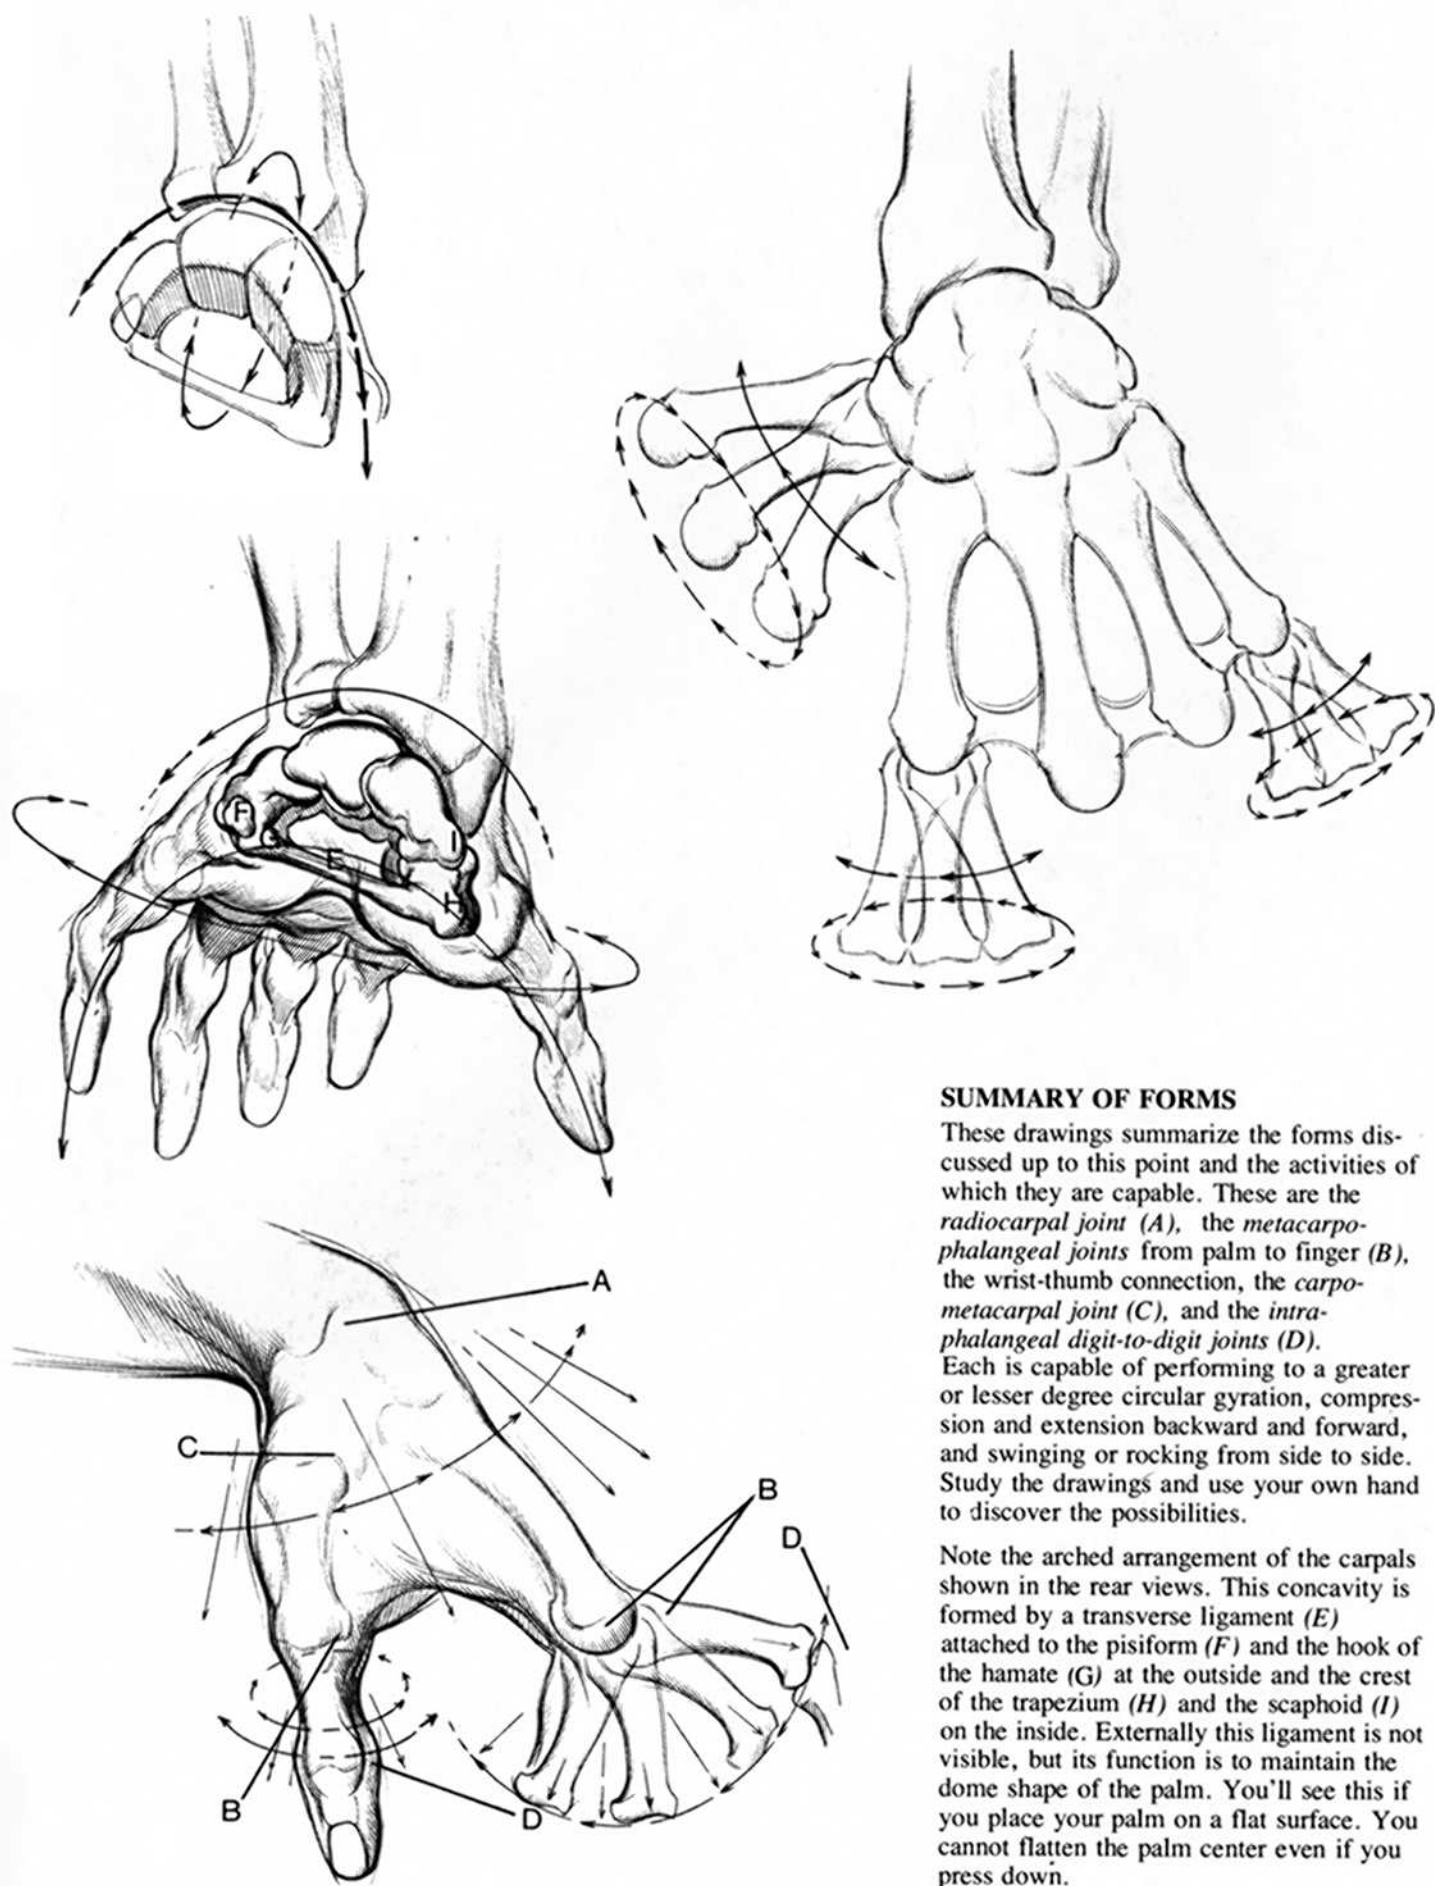 F
G
E
I
H
A
C
B
D
B
D
SUMMARY OF FORMS
These drawings summarize the forms dis-
cussed up to this point and the activities of
which they are capable. These are the
radiocarpal joint (A), the metacarpo-
phalangeal joints from palm to finger (B),
the wrist-thumb connection, the carpo-
metacarpal joint (C), and the intra-
phalangeal digit-to-digit joints (D).
Each is capable of performing to a greater
or lesser degree circular gyration, compres-
sion and extension backward and forward,
and swinging or rocking from side to side.
Study the drawings and use your own hand
to discover the possibilities.
Note the arched arrangement of the carpals
shown in the rear views. This concavity is
formed by a transverse ligament (E)
attached to the pisiform (F) and the hook of
the hamate (G) at the outside and the crest
of the trapezium (H) and the scaphoid (I)
on the inside. Externally this ligament is not
visible, but its function is to maintain the
dome shape of the palm. You'll see this if
you place your palm on a flat surface. You
cannot flatten the palm center even if you
press down.